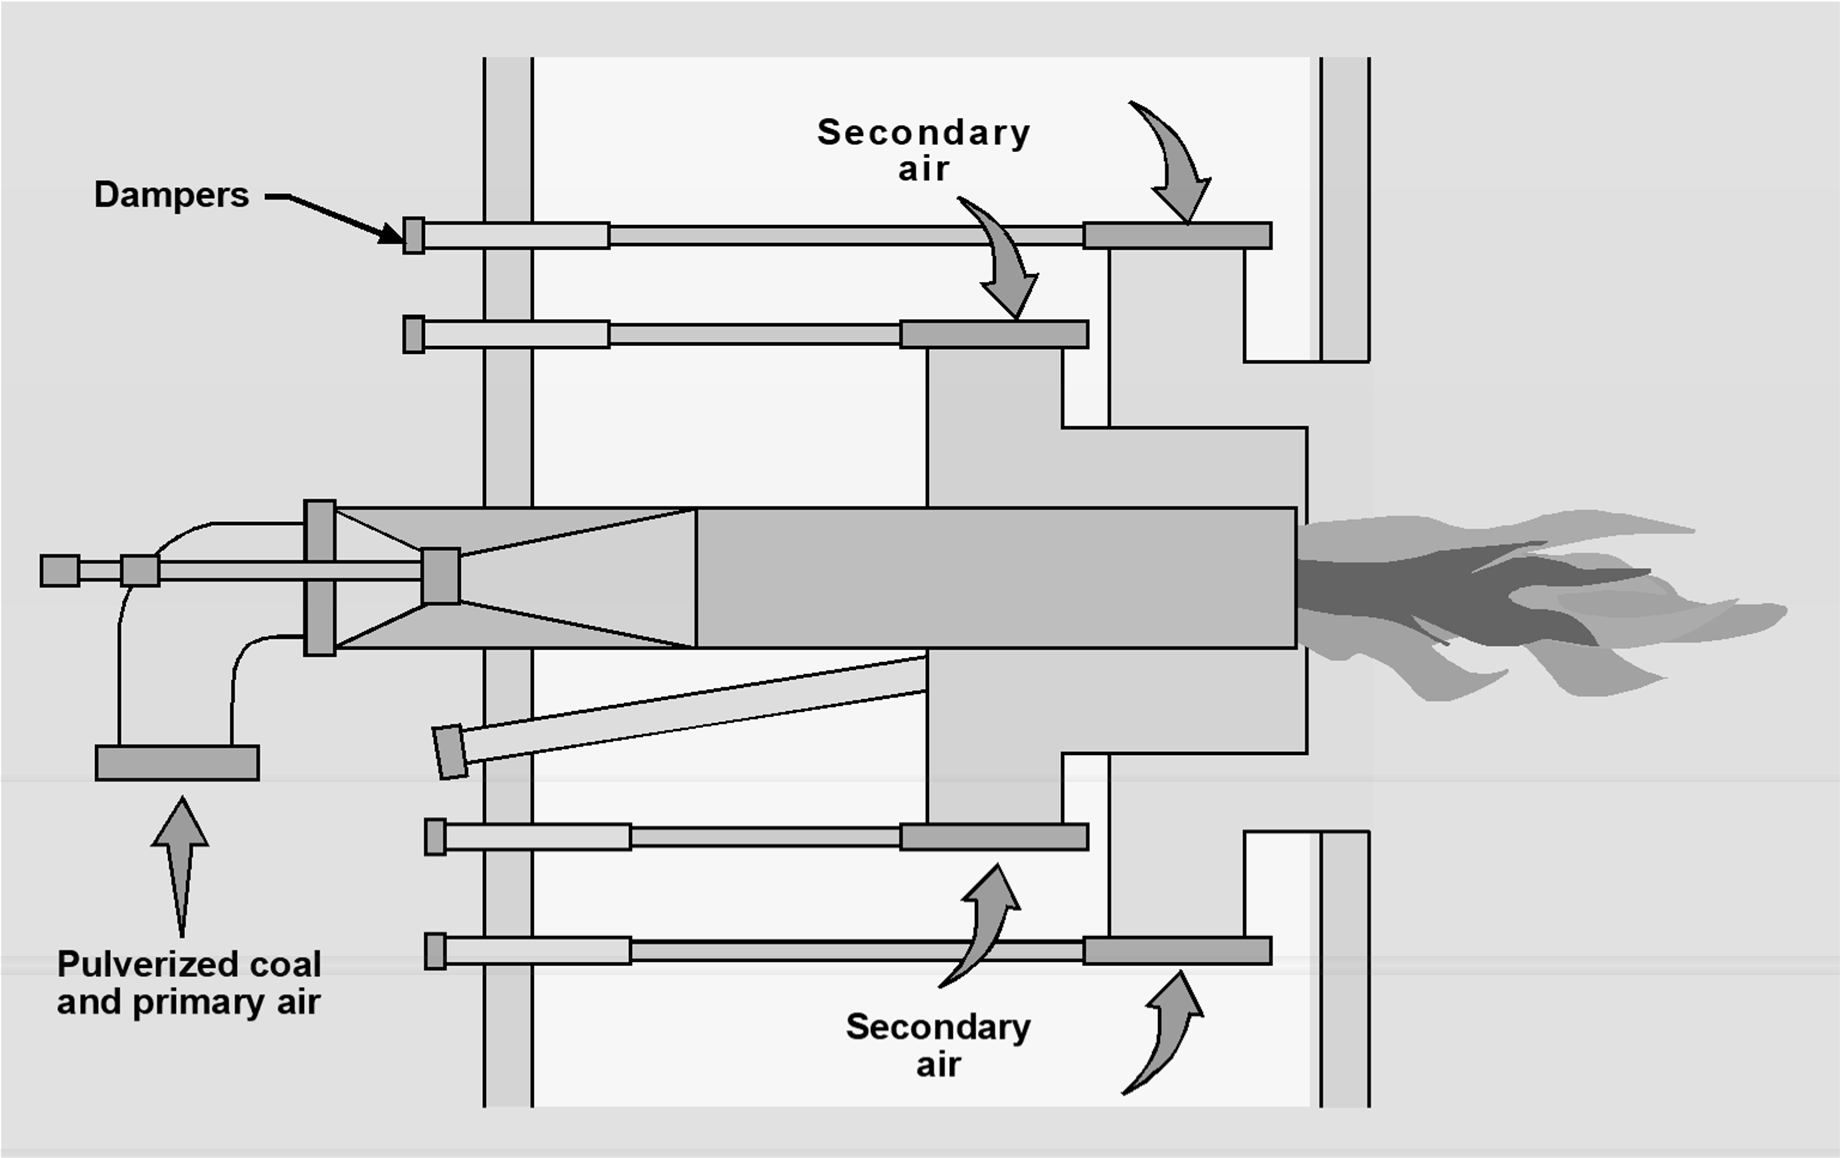 Secondary
air
Dampers
Pulverized coal
and primary air
Secondary
air